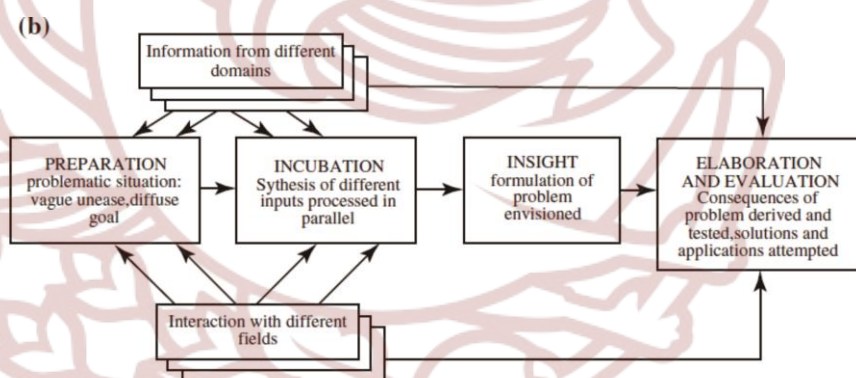 (b)
Information from different
domains
PREPARATION
problematic situation:
vague unease,diffuse
goal
INCUBATION
Sythesis of different
inputs processed in
parallel
INSIGHT
formulation of
problem
envisioned
ELABORATION
AND EVALUATION
Consequences of
problem derived and
tested,solutions and
applications attempted
Interaction with different
fields